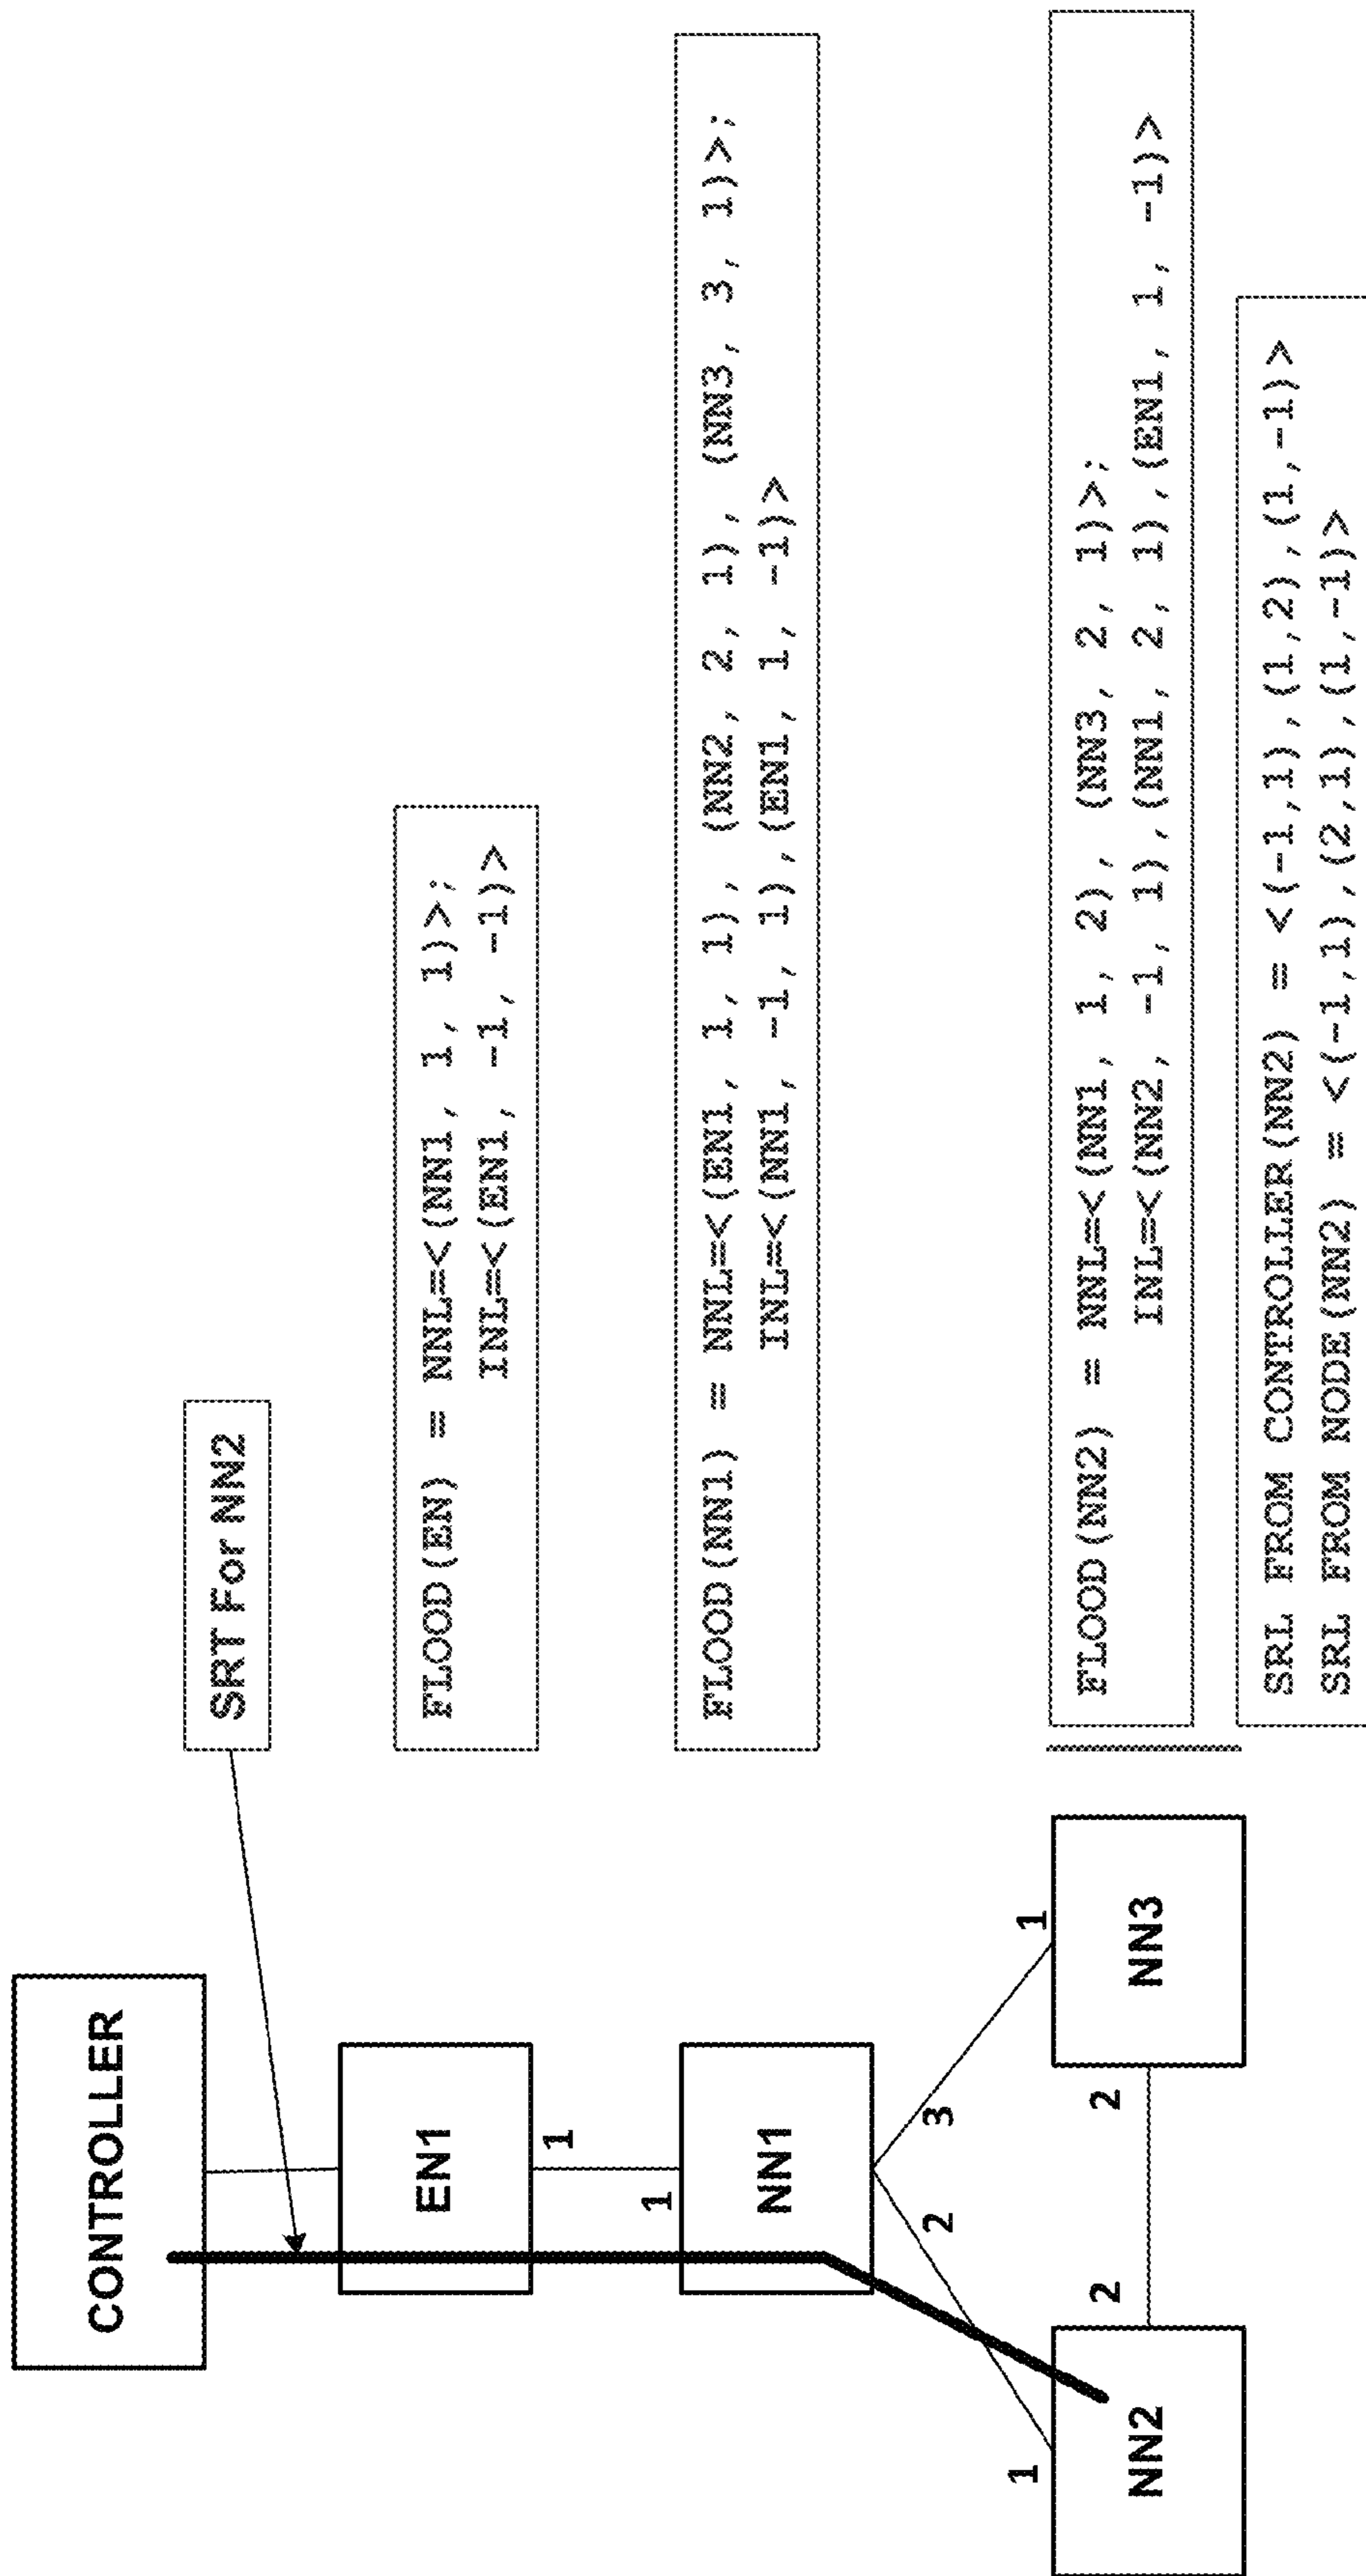 CONTROLLER
SRT For NN2
EN1
1
FLOOD(EN) = NNL=<(NN1, 1, 1)>;
INL=<(EN1, -1, -1)>
1
NN1
2
3
FLOOD(NN1) = NNL=<(EN1, 1, 1), (NN2, 2, 1), (NN3, 3, 1)>;
INL=<(NN1, -1, 1),(EN1, 1, -1)>
1
1
NN2
2
2
NN3
FLOOD(NN2) = NNL=<(NN1, 1, 2), (NN3, 2, 1)>;
INL=<(NN2, -1, 1),(NN1, 2, 1),(EN1, 1, -1)>
SRL FROM CONTROLLER(NN2) = <(-1,1),(1,2),(1,-1)>
SRL FROM NODE(NN2) = <(-1,1),(2,1),(1,-1)>